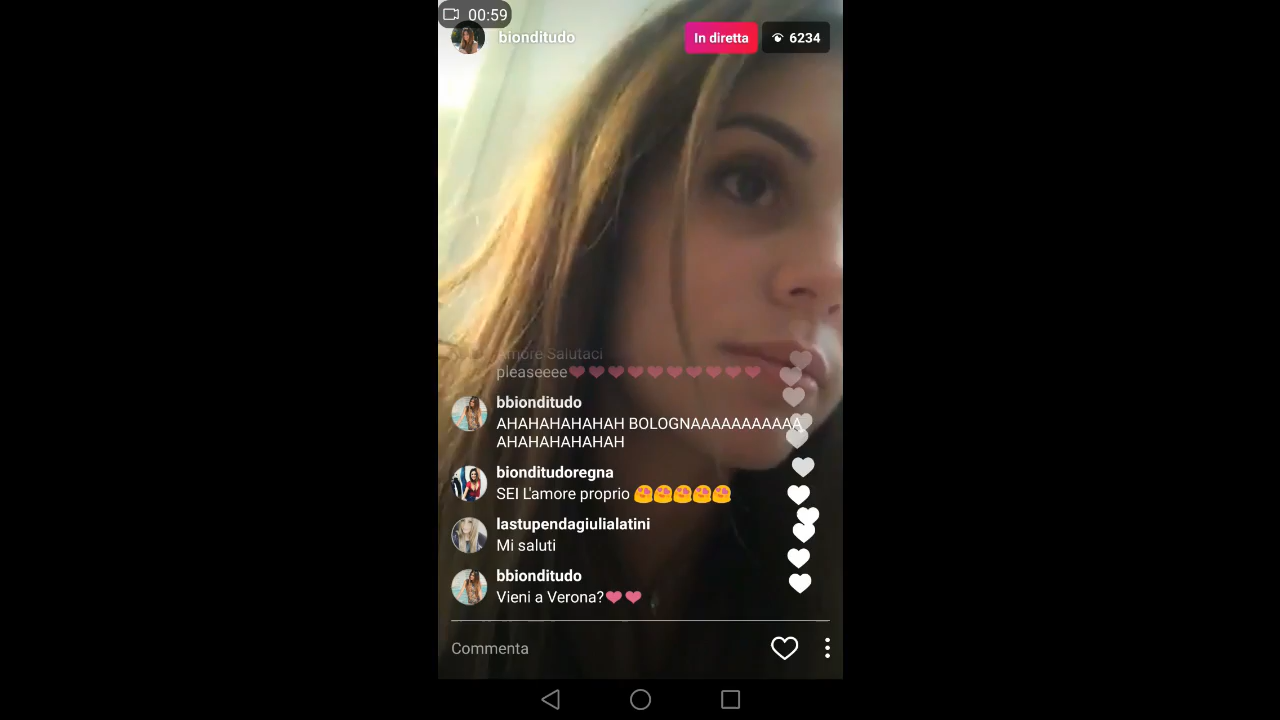 00:59
bionditudo
In diretta
6234
Amore Salutaci
pleaseeee❤❤❤❤❤❤❤❤❤❤
bbionditudo
AHAHAHAHAHAH BOLOGNAAAAAAAAAAA
AHAHAHAHAHAH
bionditudoregna
SEI L'amore proprio 😍😍😍😍😍
lastupendagiulialatini
Mi saluti
bbionditudo
Vieni a Verona?❤❤
Commenta